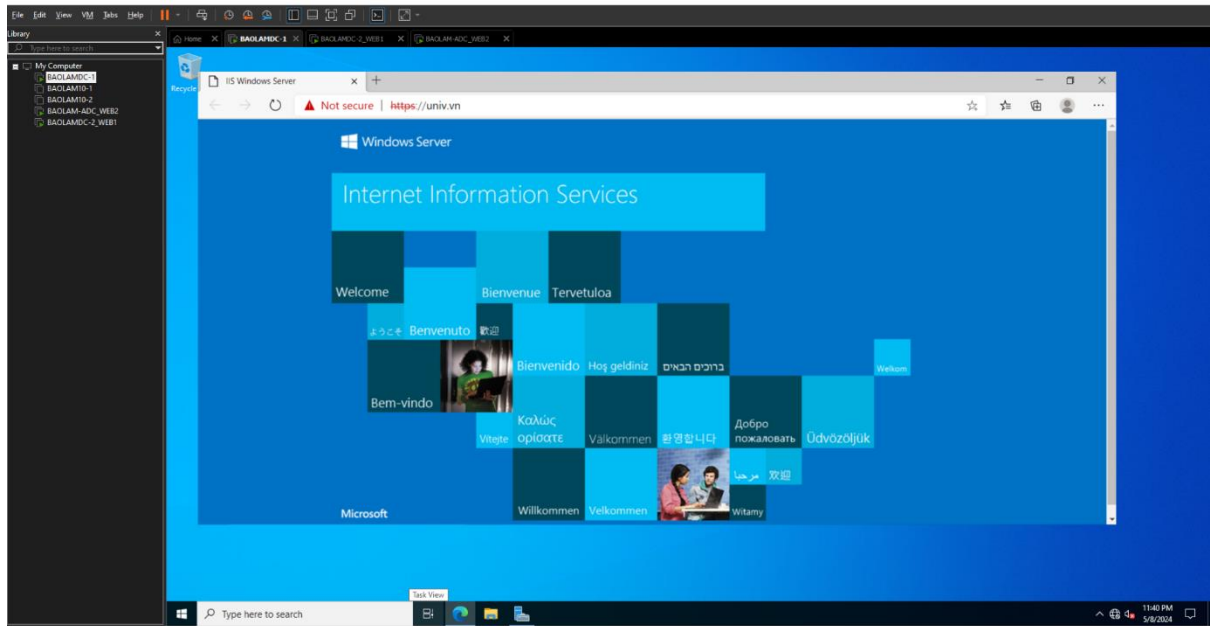 File Edit View VM Tabs Help
Library
Type here to search
My Computer
BAOLAMDC-1
BAOLAM10-1
BAOLAM10-2
BAOLAM-ADC_WEB2
BAOLAMDC-2_WEB1
Home BAOLAMDC-1 BAOLAMDC-2_WEB1 BAOLAM-ADC_WEB2
Recycle
IIS Windows Server
Not secure | https://univ.vn
Windows Server
Internet Information Services
Welcome Bienvenue Tervetuloa
ようこそ Benvenuto 歡迎
Bienvenido Hoş geldiniz ברוכים הבאים Welkom
Bem-vindo
Vítejte Καλώς ορίσατε Välkommen 환영합니다 Добро пожаловать Üdvözöljük
Willkommen Velkommen مرحبا 欢迎
Witamy
Microsoft
Task View
Type here to search
11:40 PM
5/8/2024